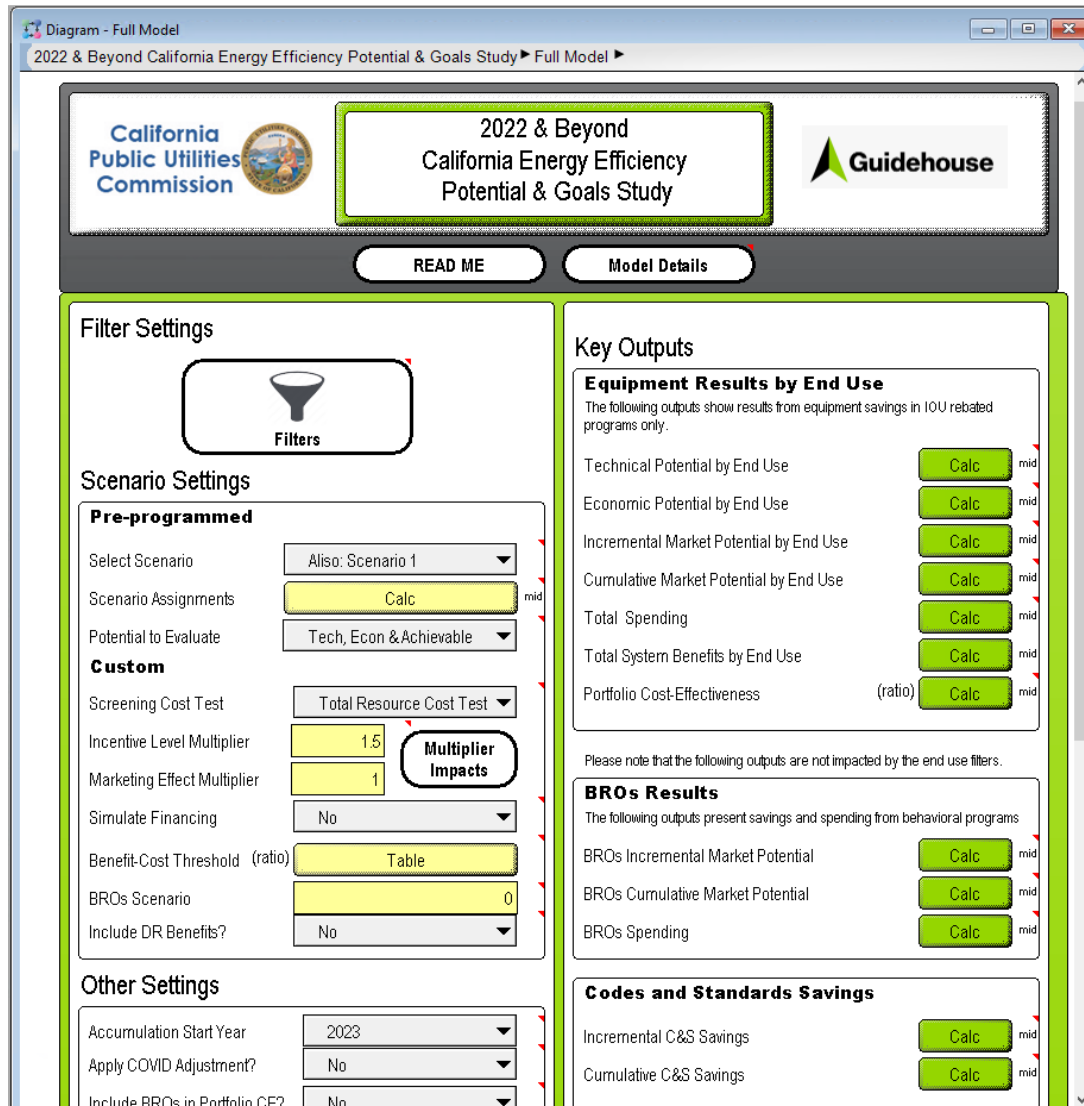 Diagram - Full Model
2022 & Beyond California Energy Efficiency Potential & Goals Study ► Full Model ►
California
Public Utilities
Commission
2022 & Beyond
California Energy Efficiency
Potential & Goals Study
Guidehouse
READ ME
Model Details
Filter Settings
Filters
Scenario Settings
Pre-programmed
Select Scenario Aliso: Scenario 1
Scenario Assignments Calc mid
Potential to Evaluate Tech, Econ & Achievable
Custom
Screening Cost Test Total Resource Cost Test
Incentive Level Multiplier 1.5
Multiplier
Impacts
Marketing Effect Multiplier 1
Simulate Financing No
Benefit-Cost Threshold (ratio) Table
BROs Scenario 0
Include DR Benefits? No
Other Settings
Accumulation Start Year 2023
Apply COVID Adjustment? No
Include BROs in Portfolio CE? No
Key Outputs
Equipment Results by End Use
The following outputs show results from equipment savings in IOU rebated
programs only.
Technical Potential by End Use Calc mid
Economic Potential by End Use Calc mid
Incremental Market Potential by End Use Calc mid
Cumulative Market Potential by End Use Calc mid
Total Spending Calc mid
Total System Benefits by End Use Calc mid
Portfolio Cost-Effectiveness (ratio) Calc mid
Please note that the following outputs are not impacted by the end use filters.
BROs Results
The following outputs present savings and spending from behavioral programs
BROs Incremental Market Potential Calc mid
BROs Cumulative Market Potential Calc mid
BROs Spending Calc mid
Codes and Standards Savings
Incremental C&S Savings Calc mid
Cumulative C&S Savings Calc mid